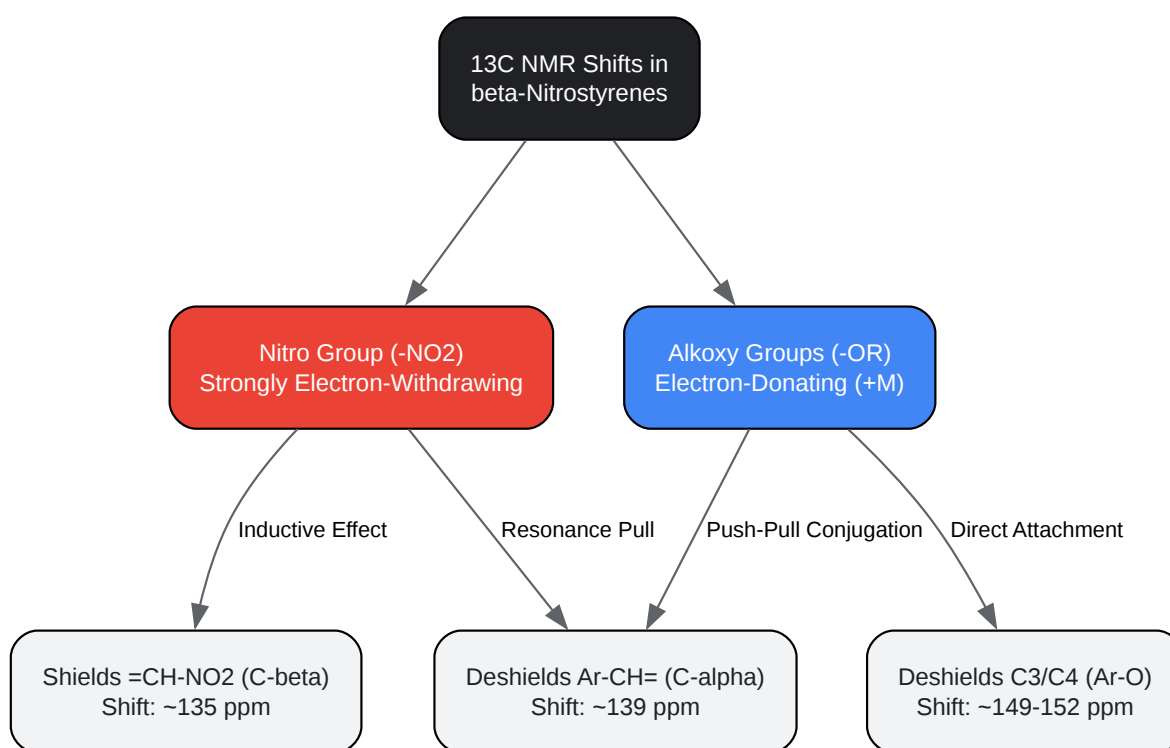 13C NMR Shifts in
beta-Nitrostyrenes
Nitro Group (-NO2)
Strongly Electron-Withdrawing
Alkoxy Groups (-OR)
Electron-Donating (+M)
Inductive Effect
Resonance Pull
Push-Pull Conjugation
Direct Attachment
Shields =CH-NO2 (C-beta)
Shift: ~135 ppm
Deshields Ar-CH= (C-alpha)
Shift: ~139 ppm
Deshields C3/C4 (Ar-O)
Shift: ~149-152 ppm